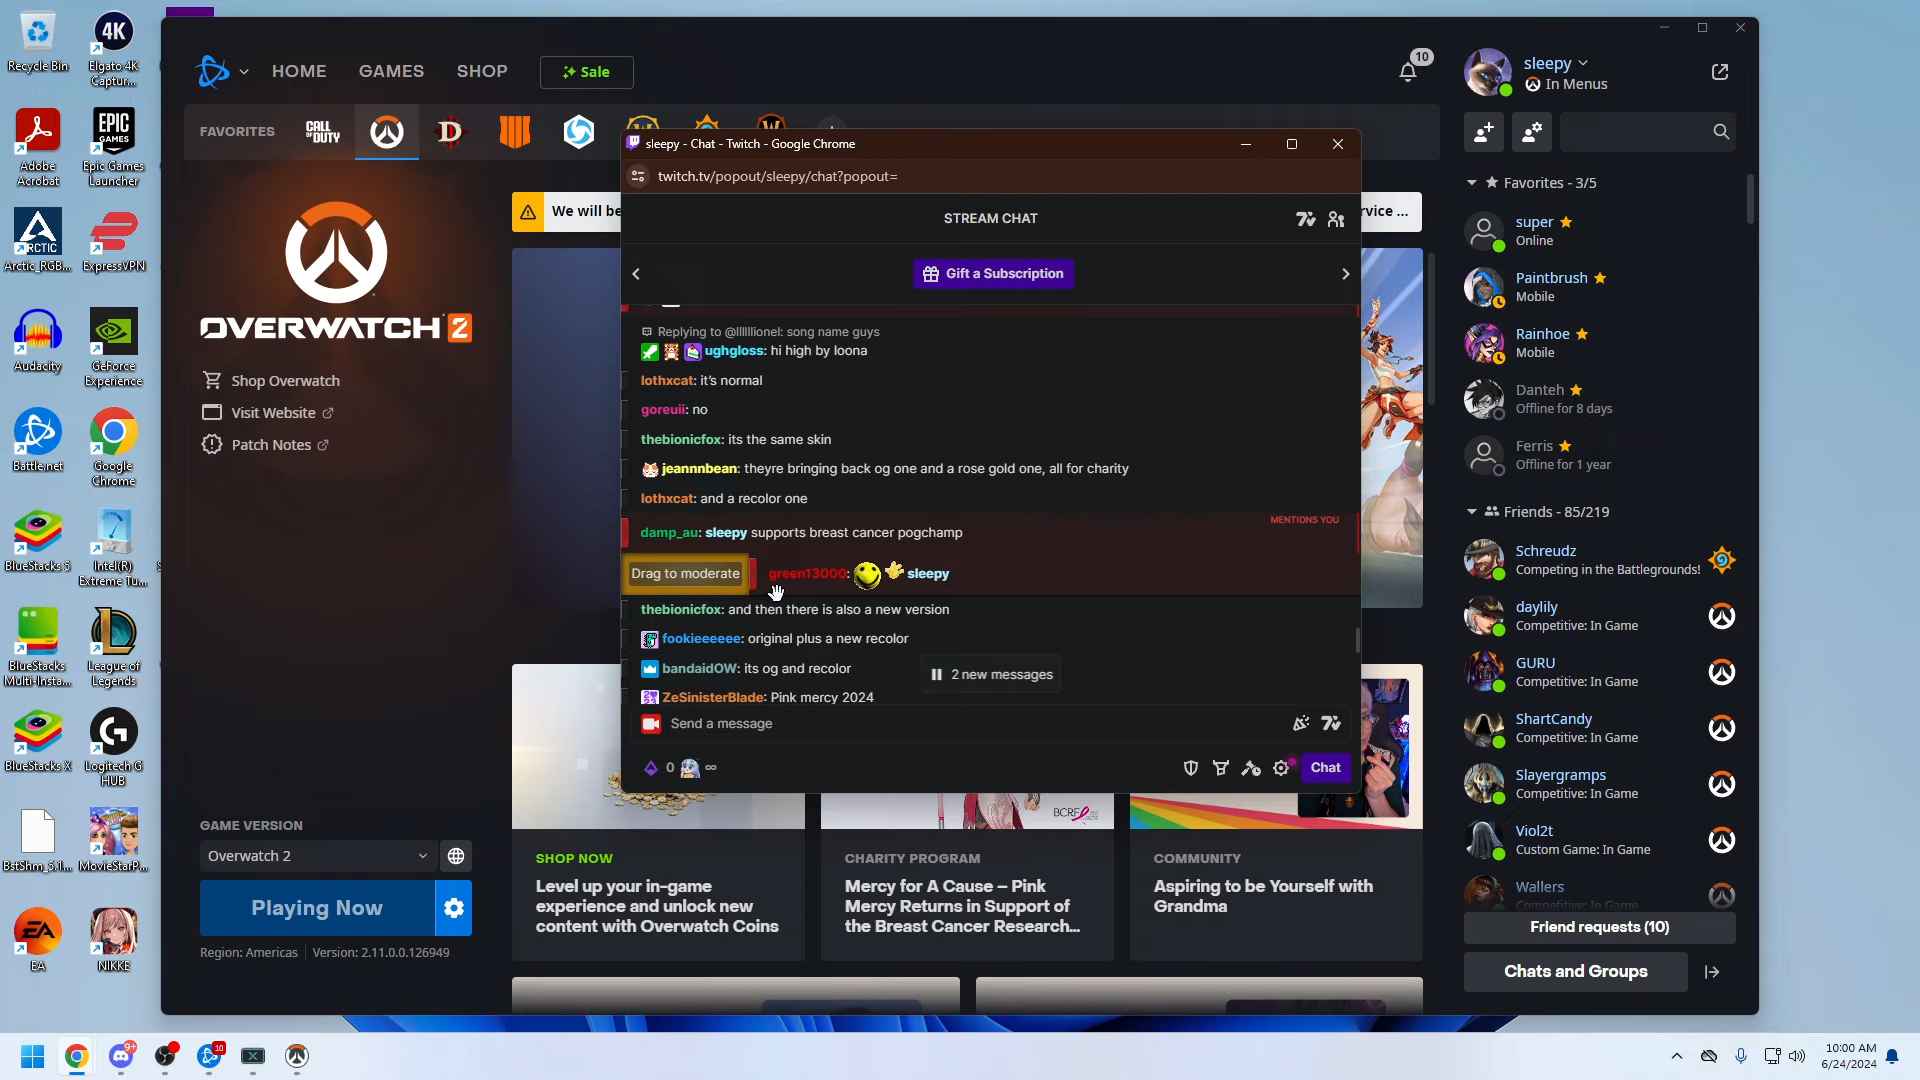 Recycle Bin
Elgato 4K
Captur...
Adobe
Acrobat
Epic Games
Launcher
Arctic_RGB...
ExpressVPN
Audacity
GeForce
Experience
Battle.net
Google
Chrome
BlueStacks 5
Intel(R)
Extreme Tu...
BlueStacks
Multi-Insta...
League of
Legends
BlueStacks X
Logitech G
HUB
BstShm_5.1...
MovieStarP...
EA
NIKKE
HOME
GAMES
SHOP
Sale
10
FAVORITES
CALL OF DUTY
OVERWATCH 2
Shop Overwatch
Visit Website
Patch Notes
GAME VERSION
Overwatch 2
Playing Now
Region: Americas | Version: 2.11.0.0.126949
We will be
rvice ...
sleepy - Chat - Twitch - Google Chrome
twitch.tv/popout/sleepy/chat?popout=
STREAM CHAT
Gift a Subscription
Replying to @lllllllionel: song name guys
ughgloss: hi high by loona
lothxcat: it's normal
goreuii: no
thebionicfox: its the same skin
jeannnbean: theyre bringing back og one and a rose gold one, all for charity
lothxcat: and a recolor one
MENTIONS YOU
damp_au: sleepy supports breast cancer pogchamp
Drag to moderate
green13000: sleepy
thebionicfox: and then there is also a new version
fookieeeeee: original plus a new recolor
bandaidOW: its og and recolor
2 new messages
ZeSinisterBlade: Pink mercy 2024
Send a message
0
∞
Chat
BCRF
SHOP NOW
Level up your in-game
experience and unlock new
content with Overwatch Coins
CHARITY PROGRAM
Mercy for A Cause – Pink
Mercy Returns in Support of
the Breast Cancer Research...
COMMUNITY
Aspiring to be Yourself with
Grandma
sleepy
In Menus
Favorites - 3/5
super
Online
Paintbrush
Mobile
Rainhoe
Mobile
Danteh
Offline for 8 days
Ferris
Offline for 1 year
Friends - 85/219
Schreudz
Competing in the Battlegrounds!
daylily
Competitive: In Game
GURU
Competitive: In Game
ShartCandy
Competitive: In Game
Slayergramps
Competitive: In Game
Viol2t
Custom Game: In Game
Wallers
Competitive: In Game
Friend requests (10)
Chats and Groups
9+
10
10:00 AM
6/24/2024